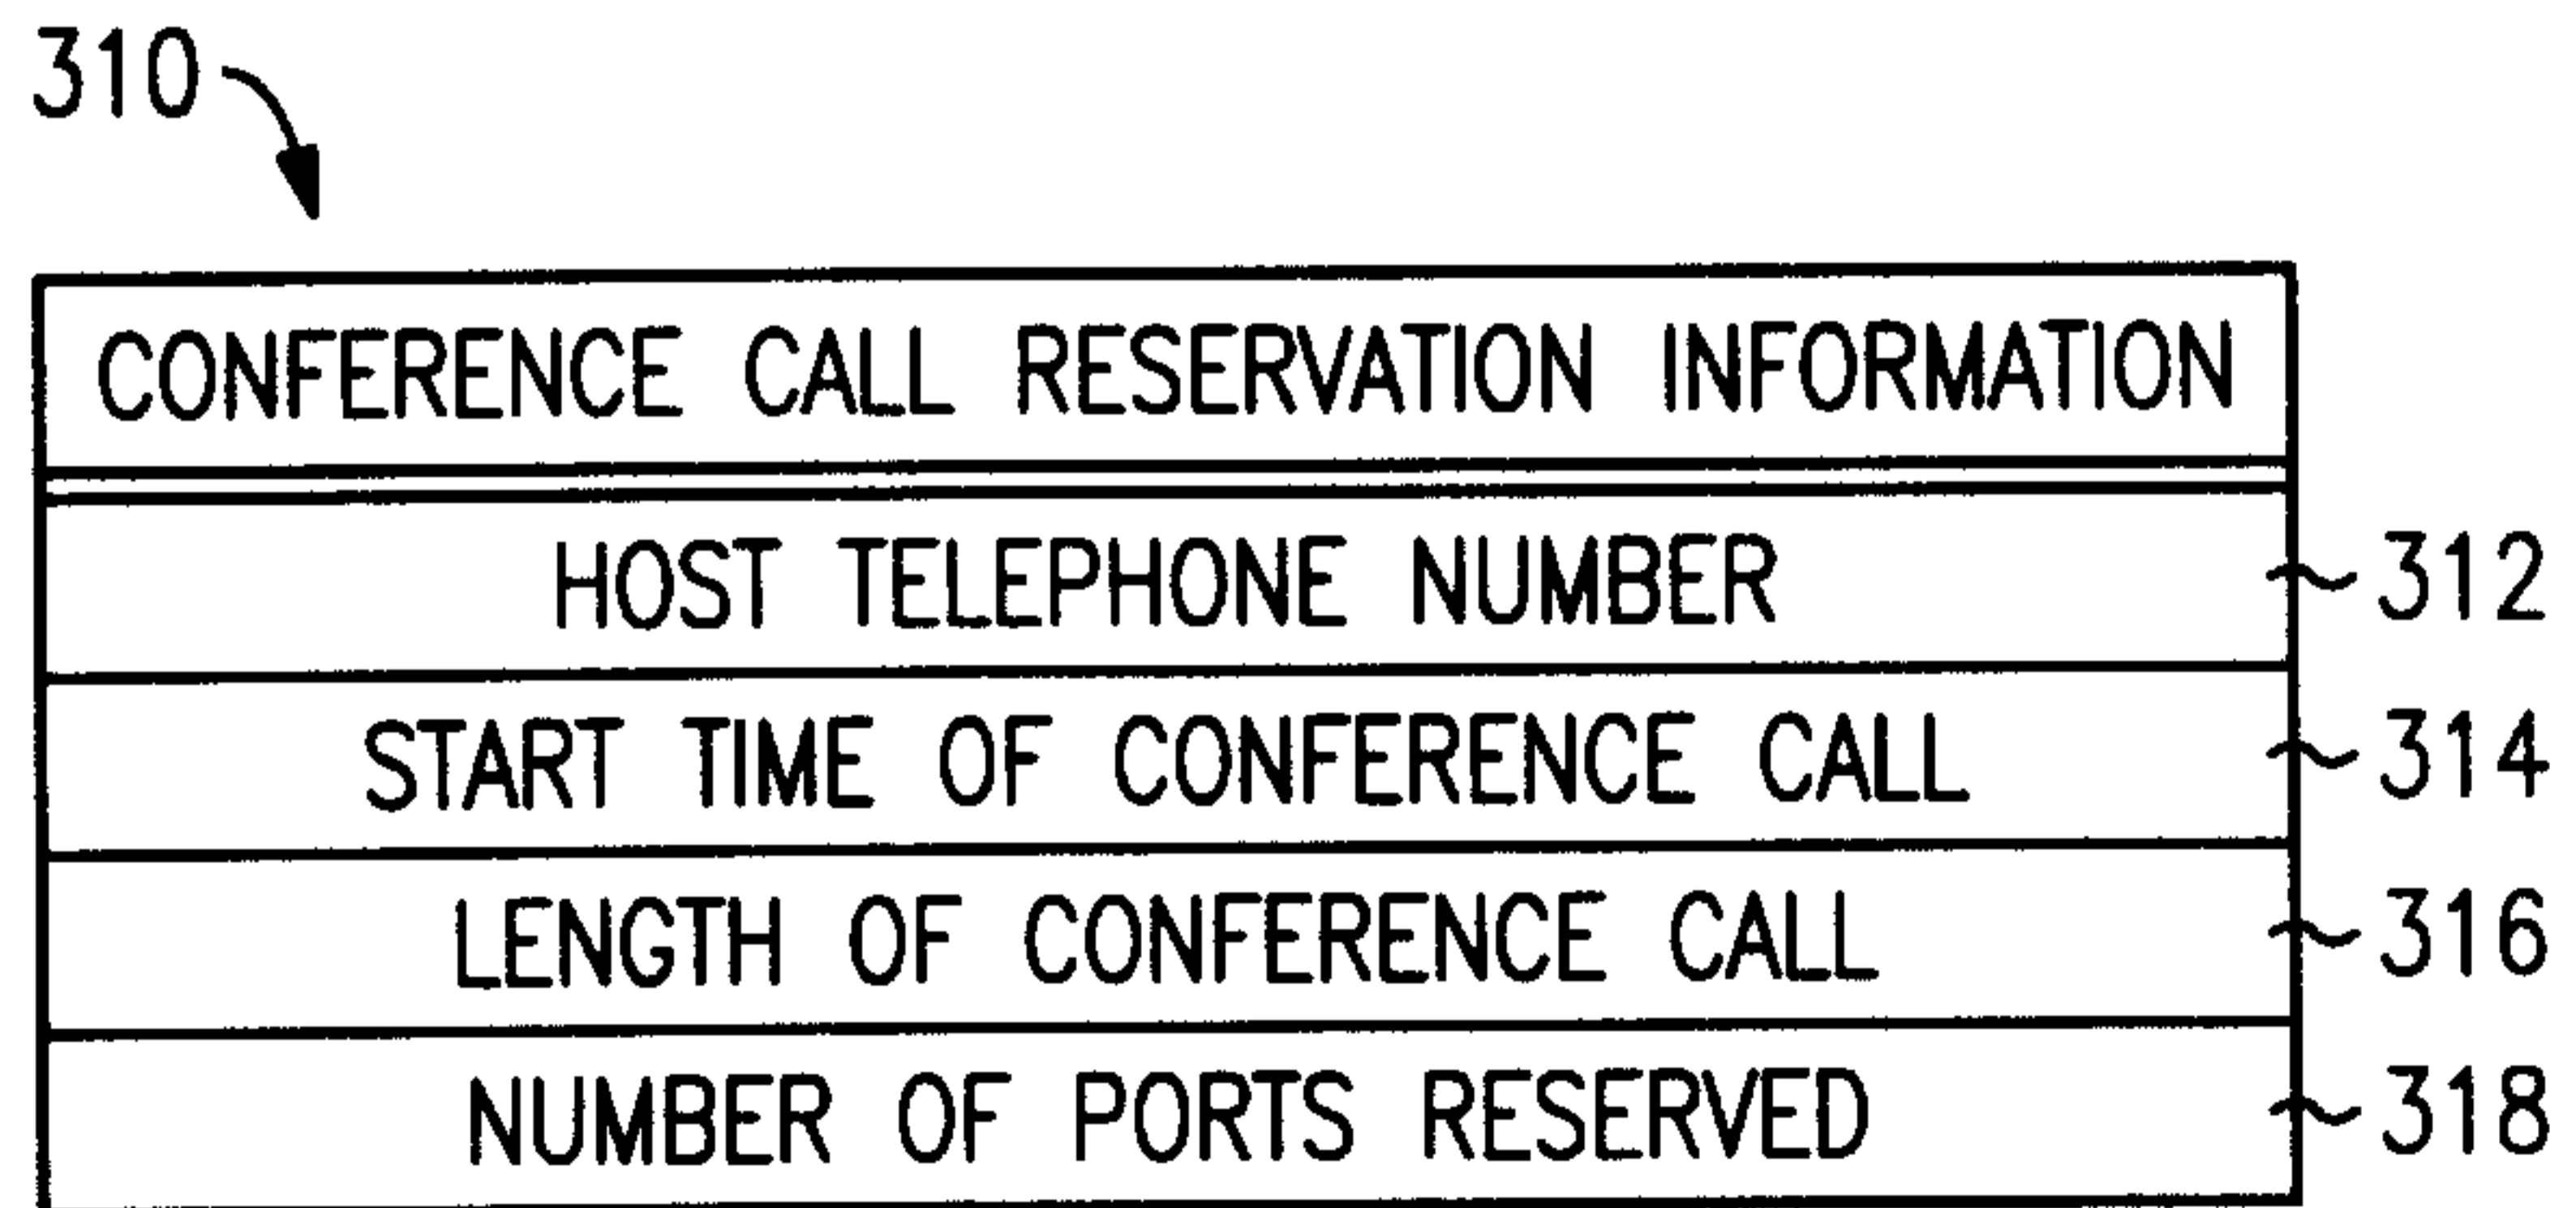 310
CONFERENCE CALL RESERVATION INFORMATION
HOST TELEPHONE NUMBER 312
START TIME OF CONFERENCE CALL 314
LENGTH OF CONFERENCE CALL 316
NUMBER OF PORTS RESERVED 318